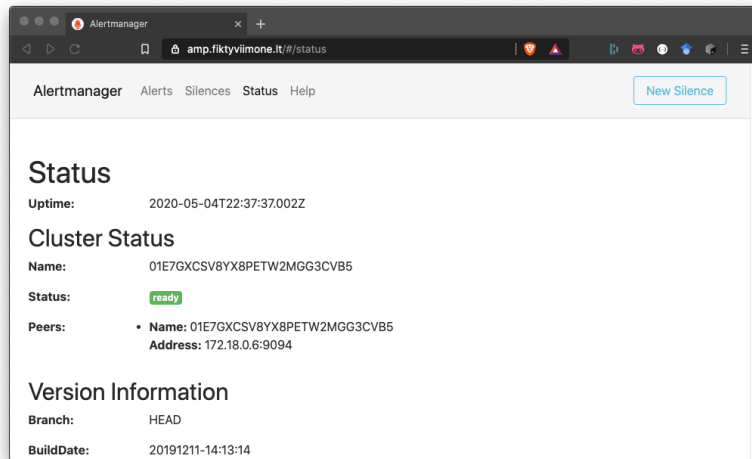 Alertmanager
amp.fiktyviimone.lt/#/status
Alertmanager Alerts Silences Status Help New Silence
Status
Uptime: 2020-05-04T22:37:37.002Z
Cluster Status
Name: 01E7GXCSV8YX8PETW2MGG3CVB5
Status: ready
Peers: • Name: 01E7GXCSV8YX8PETW2MGG3CVB5
Address: 172.18.0.6:9094
Version Information
Branch: HEAD
BuildDate: 20191211-14:13:14